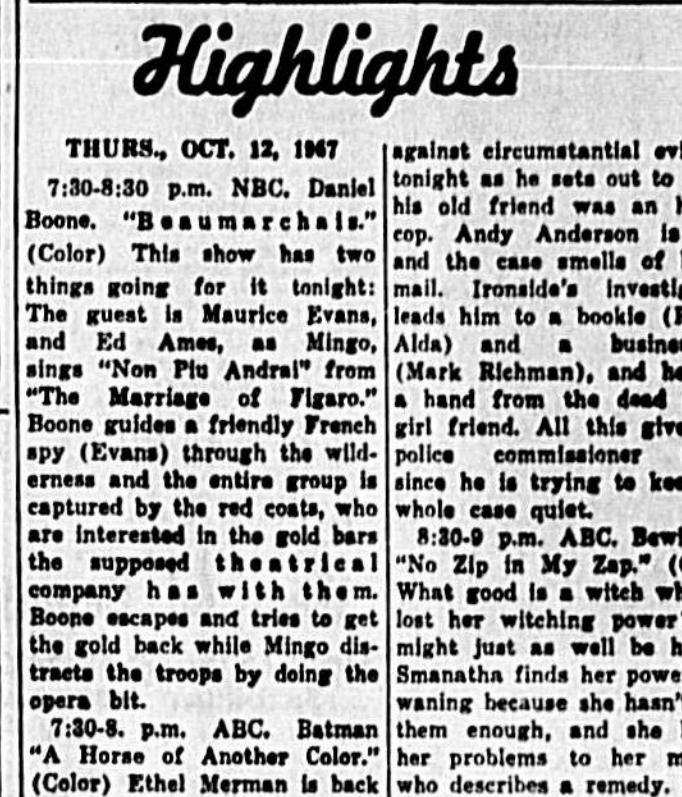 Highlights
THURS., OCT. 12, 1967
7:30-8:30 p.m. NBC. Daniel
Boone. "Beaumarchais."
(Color) This show has two
things going for it tonight:
The guest is Maurice Evans,
and Ed Ames, as Mingo,
sings "Non Piu Andrai" from
"The Marriage of Figaro."
Boone guides a friendly French
spy (Evans) through the wild-
erness and the entire group is
captured by the red coats, who
are interested in the gold bars
the supposed theatrical
company has with them.
Boone escapes and tries to get
the gold back while Mingo dis-
tracts the troops by doing the
opera bit.
7:30-8. p.m. ABC. Batman
"A Horse of Another Color."
(Color) Ethel Merman is back
against circumstantial evi
tonight as he sets out to
his old friend was an
cop. Andy Anderson is
and the case smells of
mail. Ironside's investig
leads him to a bookie (
Alda) and a busines
(Mark Richman), and he
a hand from the dead
girl friend. All this give
police commissioner
since he is trying to kee
whole case quiet.
8:30-9 p.m. ABC. Bewi
"No Zip in My Zap." (
What good is a witch wh
lost her witching power
might just as well be h
Smanatha finds her powe
waning because she hasn'
them enough, and she
her problems to her m
who describes a remedy.